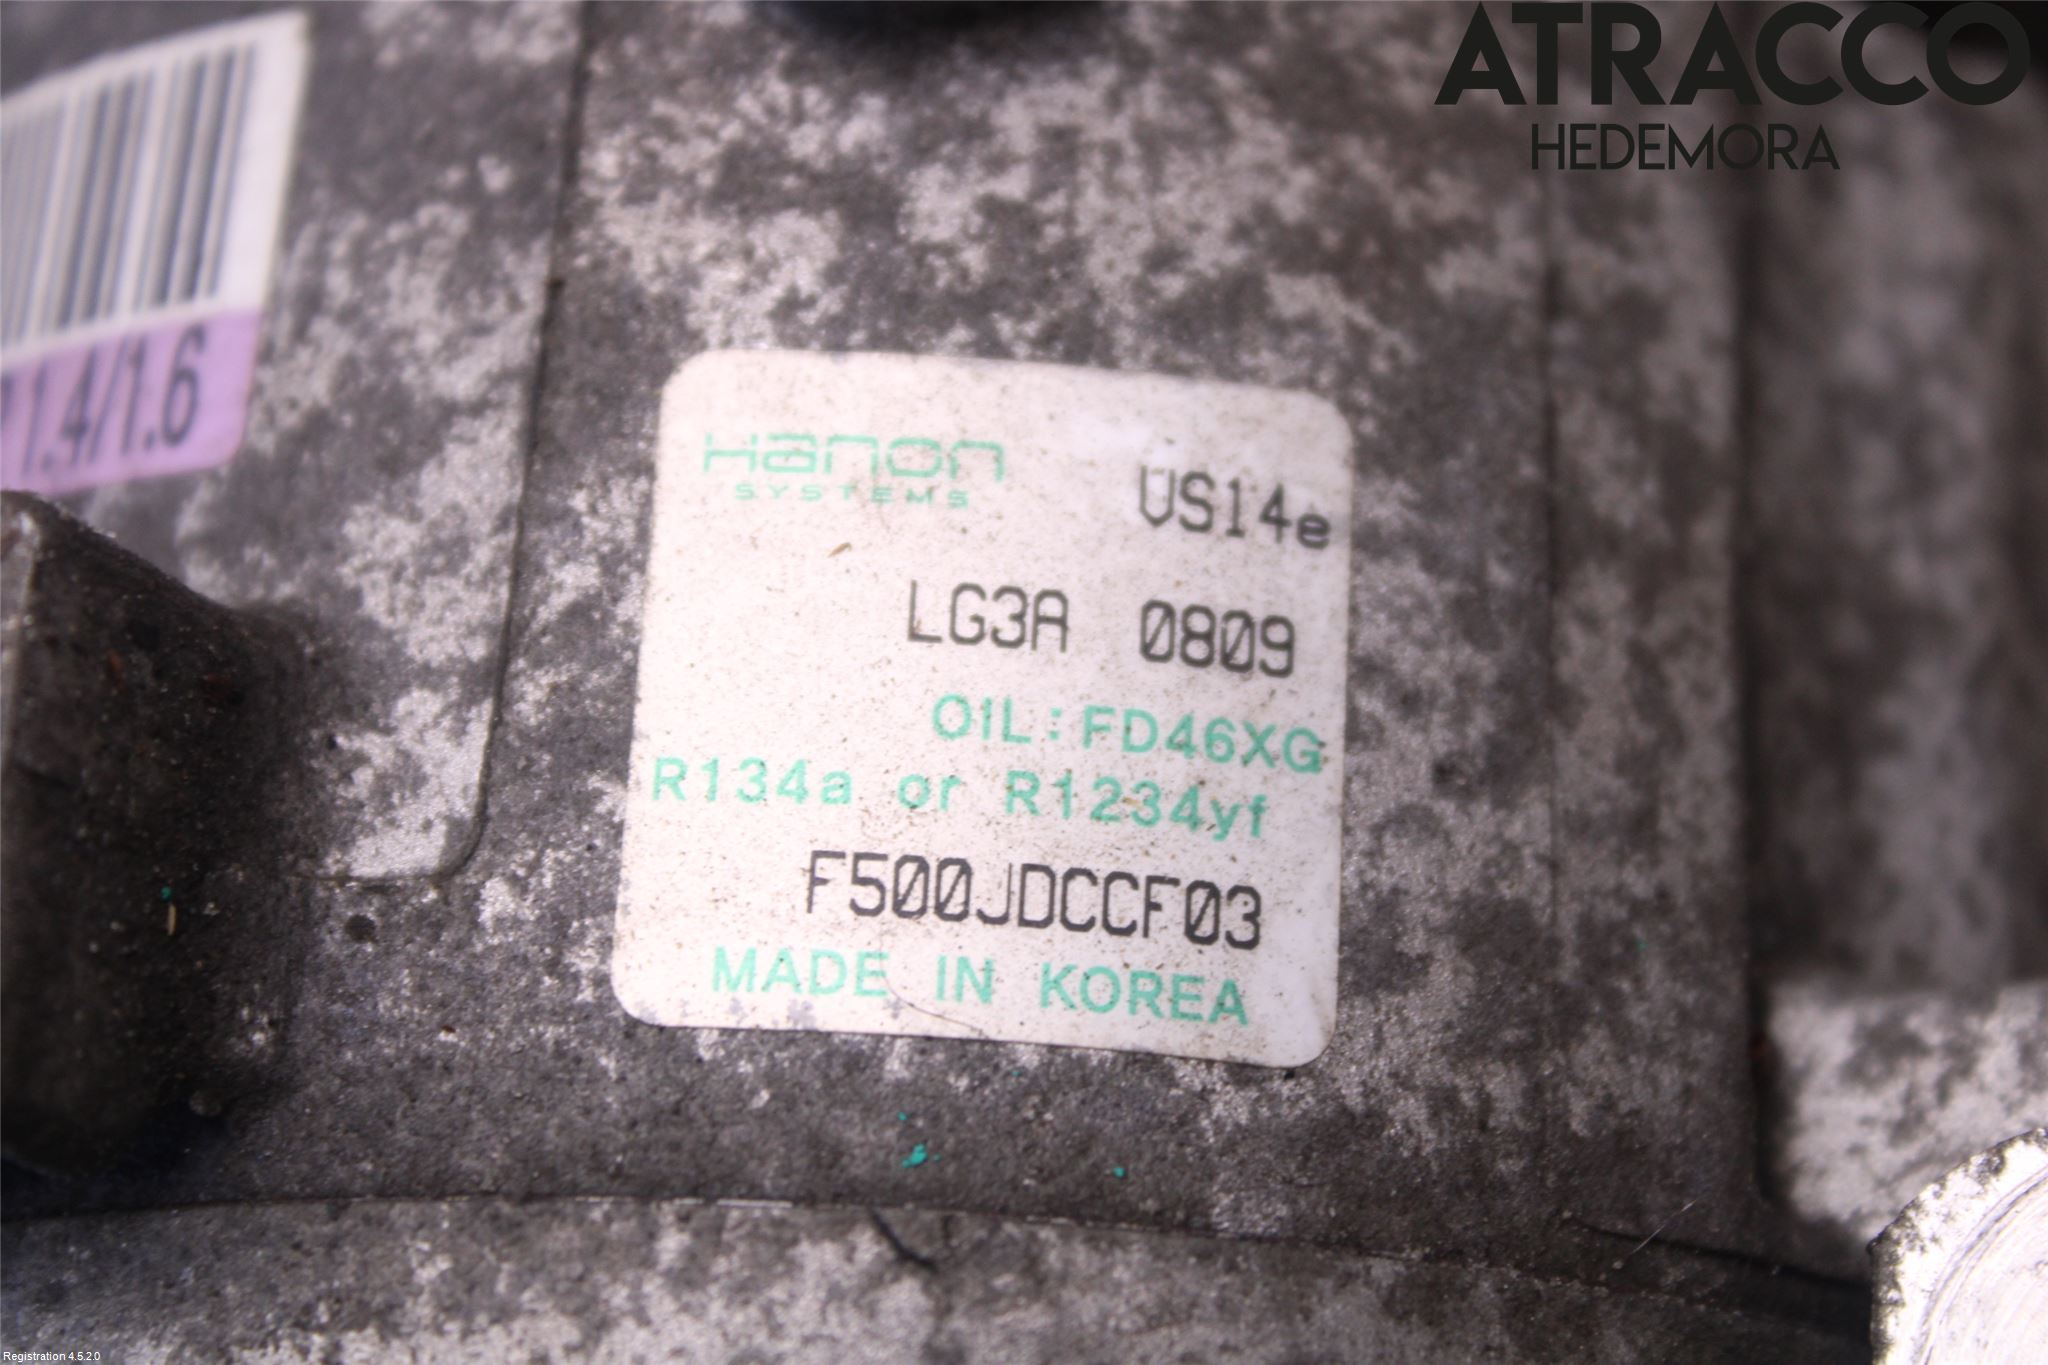 ATRACCO
HEDEMORA
1.4/1.6
Hanon
SYSTEMS
VS14e
LG3A 0809
OIL: FD46XG
R134a or R1234yf
F500JDCCF03
MADE IN KOREA
Registration 4.5.2.0